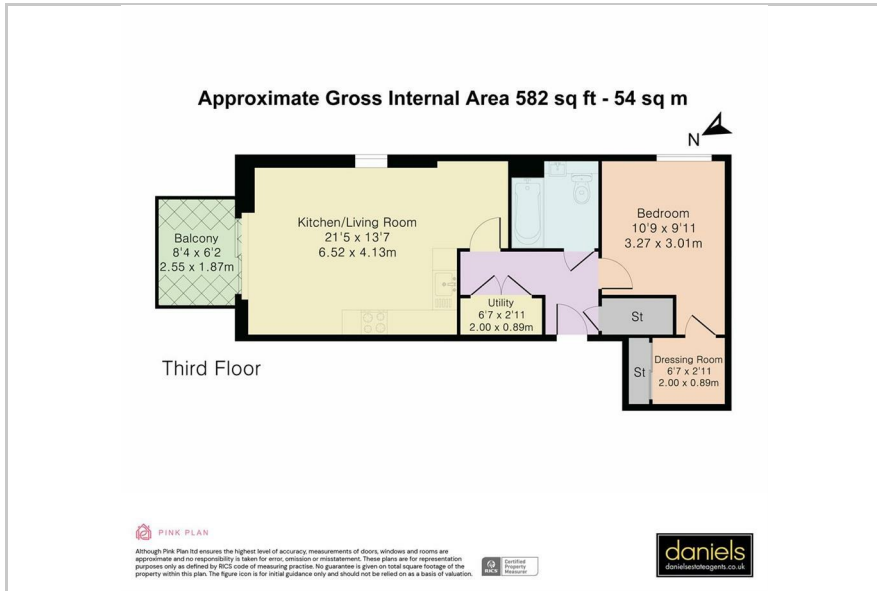 Approximate Gross Internal Area 582 sq ft - 54 sq m
N
Kitchen/Living Room
21'5 x 13'7
6.52 x 4.13m
Bedroom
10'9 x 9'11
3.27 x 3.01m
Balcony
8'4 x 6'2
2.55 x 1.87m
Utility
6'7 x 2'11
2.00 x 0.89m
St
Third Floor
St
Dressing Room
6'7 x 2'11
2.00 x 0.89m
PINK PLAN
Although Pink Plan ltd ensures the highest level of accuracy, measurements of doors, windows and rooms are
approximate and no responsibility is taken for error, omission or misstatement. These plans are for representation
purposes only as defined by RICS code of measuring practise. No guarantee is given on total square footage of the
property within this plan. The figure icon is for initial guidance only and should not be relied on as a basis of valuation.
RICS
Certified
Property
Measurer
daniels
danielsestateagents.co.uk